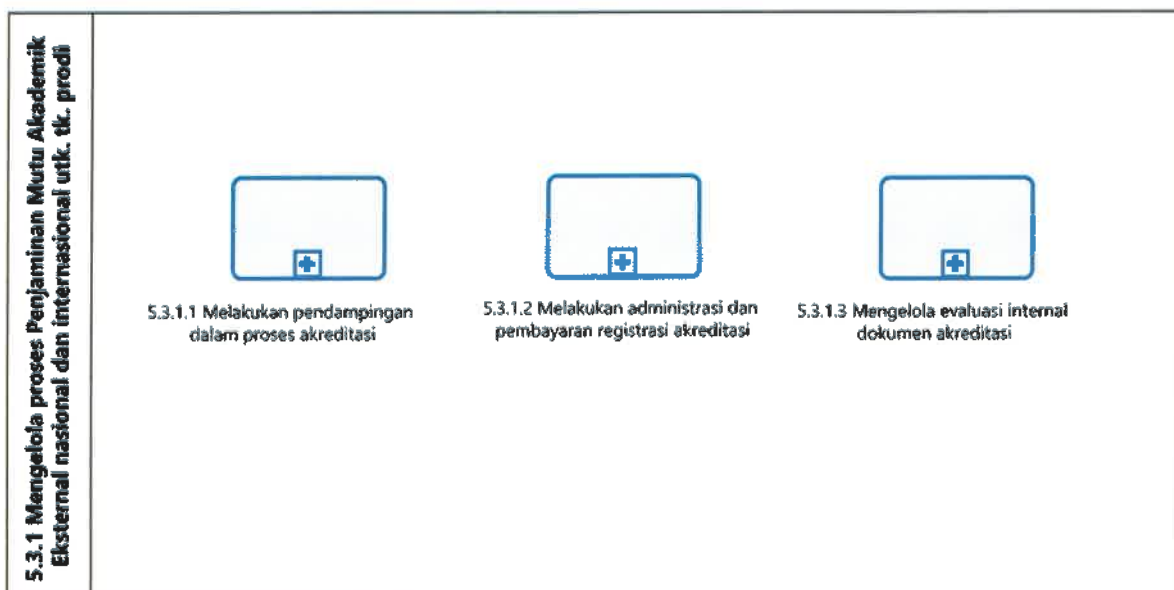 5.3.1 Mengelola proses Penjaminan Mutu Akademik
Eksternal nasional dan internasional utk. tk. prodi
5.3.1.1 Melakukan pendampingan
dalam proses akreditasi
5.3.1.2 Melakukan administrasi dan
pembayaran registrasi akreditasi
5.3.1.3 Mengelola evaluasi internal
dokumen akreditasi